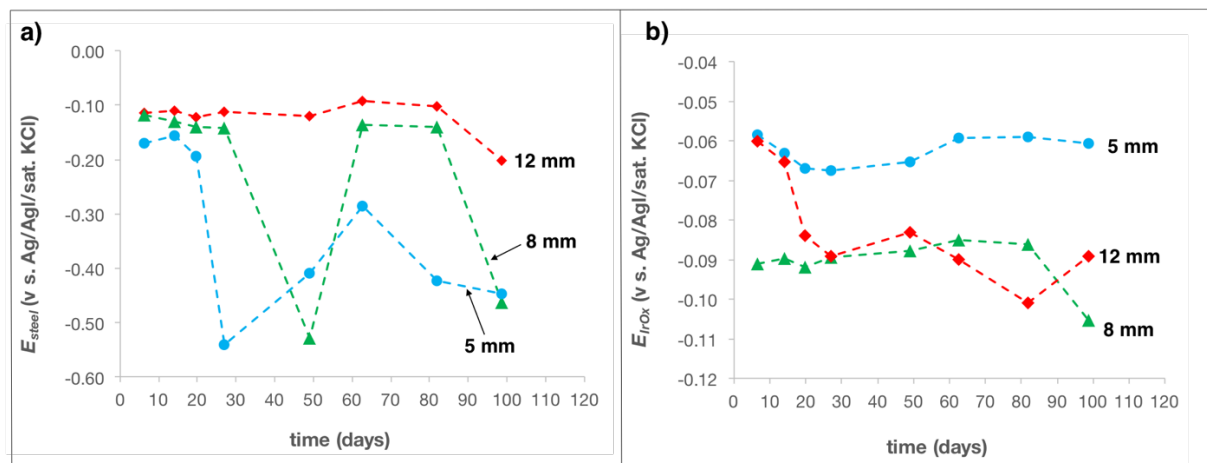 a)
0.00
-0.10
-0.20
-0.30
-0.40
-0.50
-0.60
E_steel (v s. Ag/AgI/sat. KCl)
12 mm
8 mm
5 mm
0 10 20 30 40 50 60 70 80 90 100 110 120
time (days)
b)
-0.04
-0.05
-0.06
-0.07
-0.08
-0.09
-0.10
-0.11
-0.12
E_IrOx (v s. Ag/AgI/sat. KCl)
5 mm
12 mm
8 mm
0 10 20 30 40 50 60 70 80 90 100 110 120
time (days)